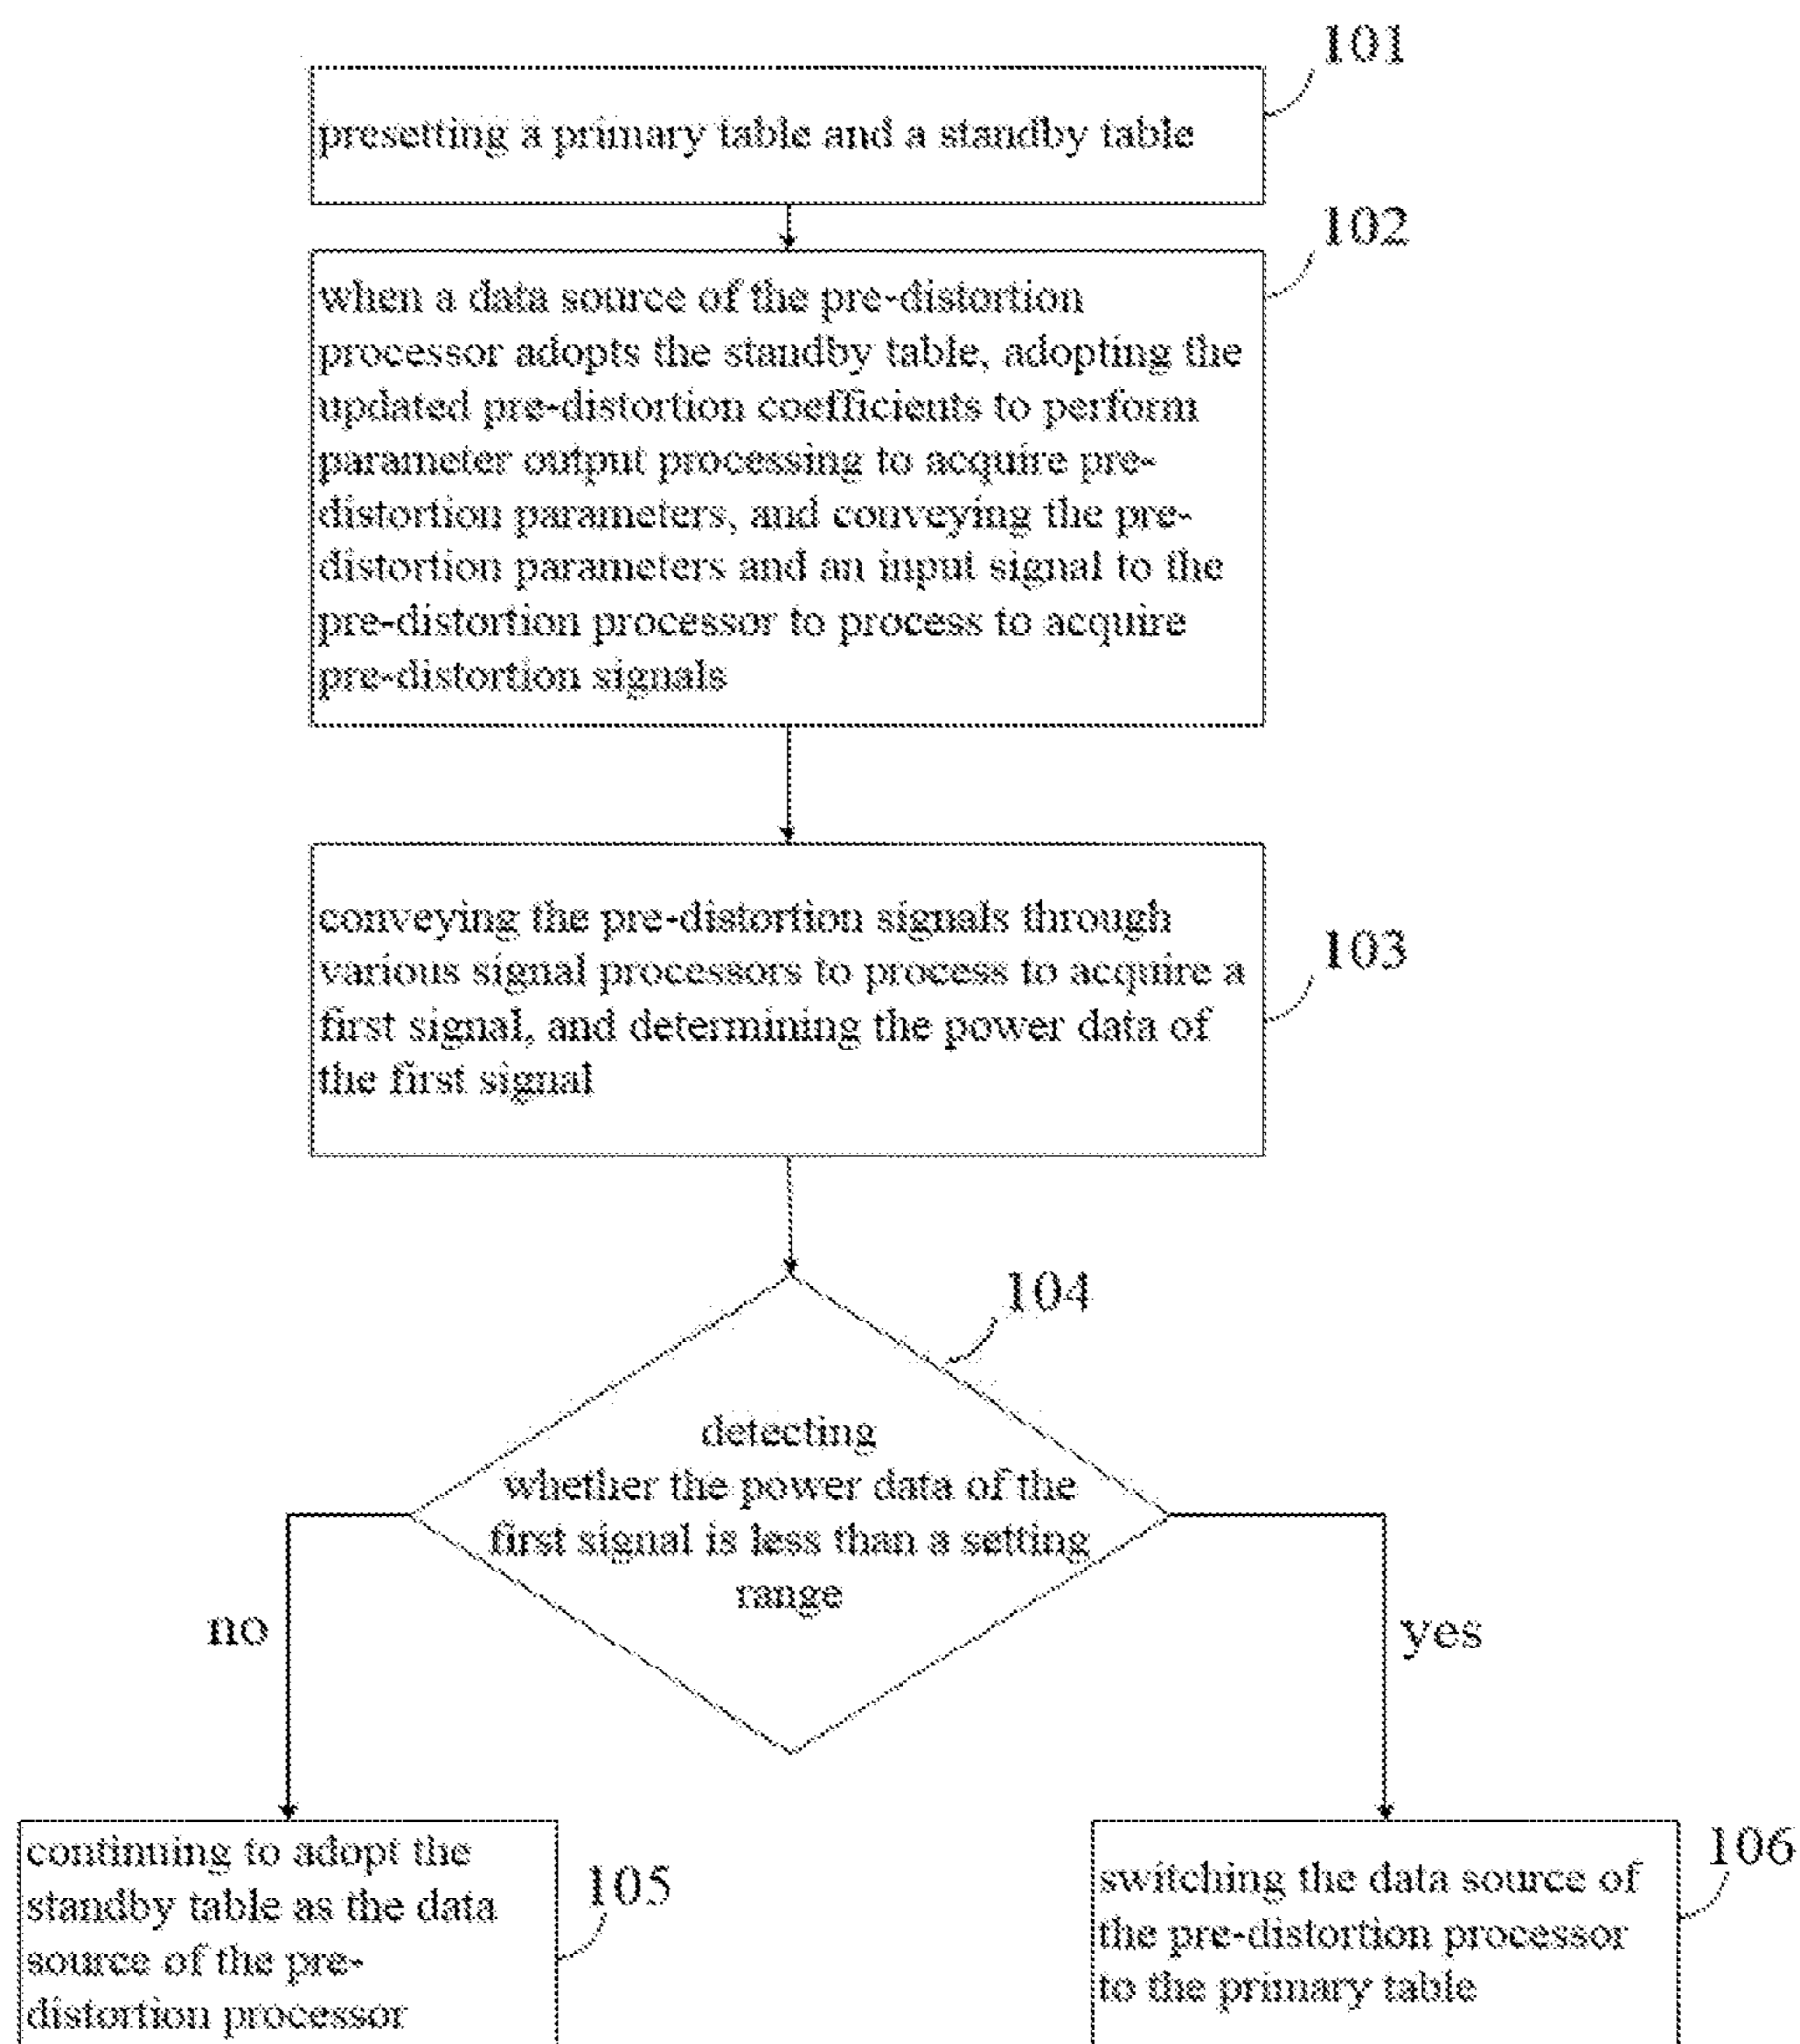 101
presetting a primary table and a standby table
102
when a data source of the pre-distortion
processor adopts the standby table, adopting the
updated pre-distortion coefficients to perform
parameter output processing to acquire pre-
distortion parameters, and conveying the pre-
distortion parameters and an input signal to the
pre-distortion processor to process to acquire
pre-distortion signals
conveying the pre-distortion signals through
various signal processors to process to acquire a
first signal, and determining the power data of
the first signal
103
104
detecting
whether the power data of the
first signal is less than a setting
range
no
yes
continuing to adopt the
standby table as the data
source of the pre-
distortion processor
105
switching the data source of
the pre-distortion processor
to the primary table
106